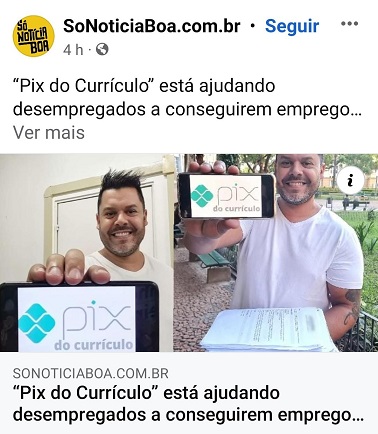 SÓ
NOTÍCIA
BOA
SoNoticiaBoa.com.br • Seguir
4 h •
“Pix do Currículo” está ajudando
desempregados a conseguirem emprego...
Ver mais
pix
do currículo
pix
do currículo
i
SONOTICIABOA.COM.BR
“Pix do Currículo” está ajudando
desempregados a conseguirem emprego...